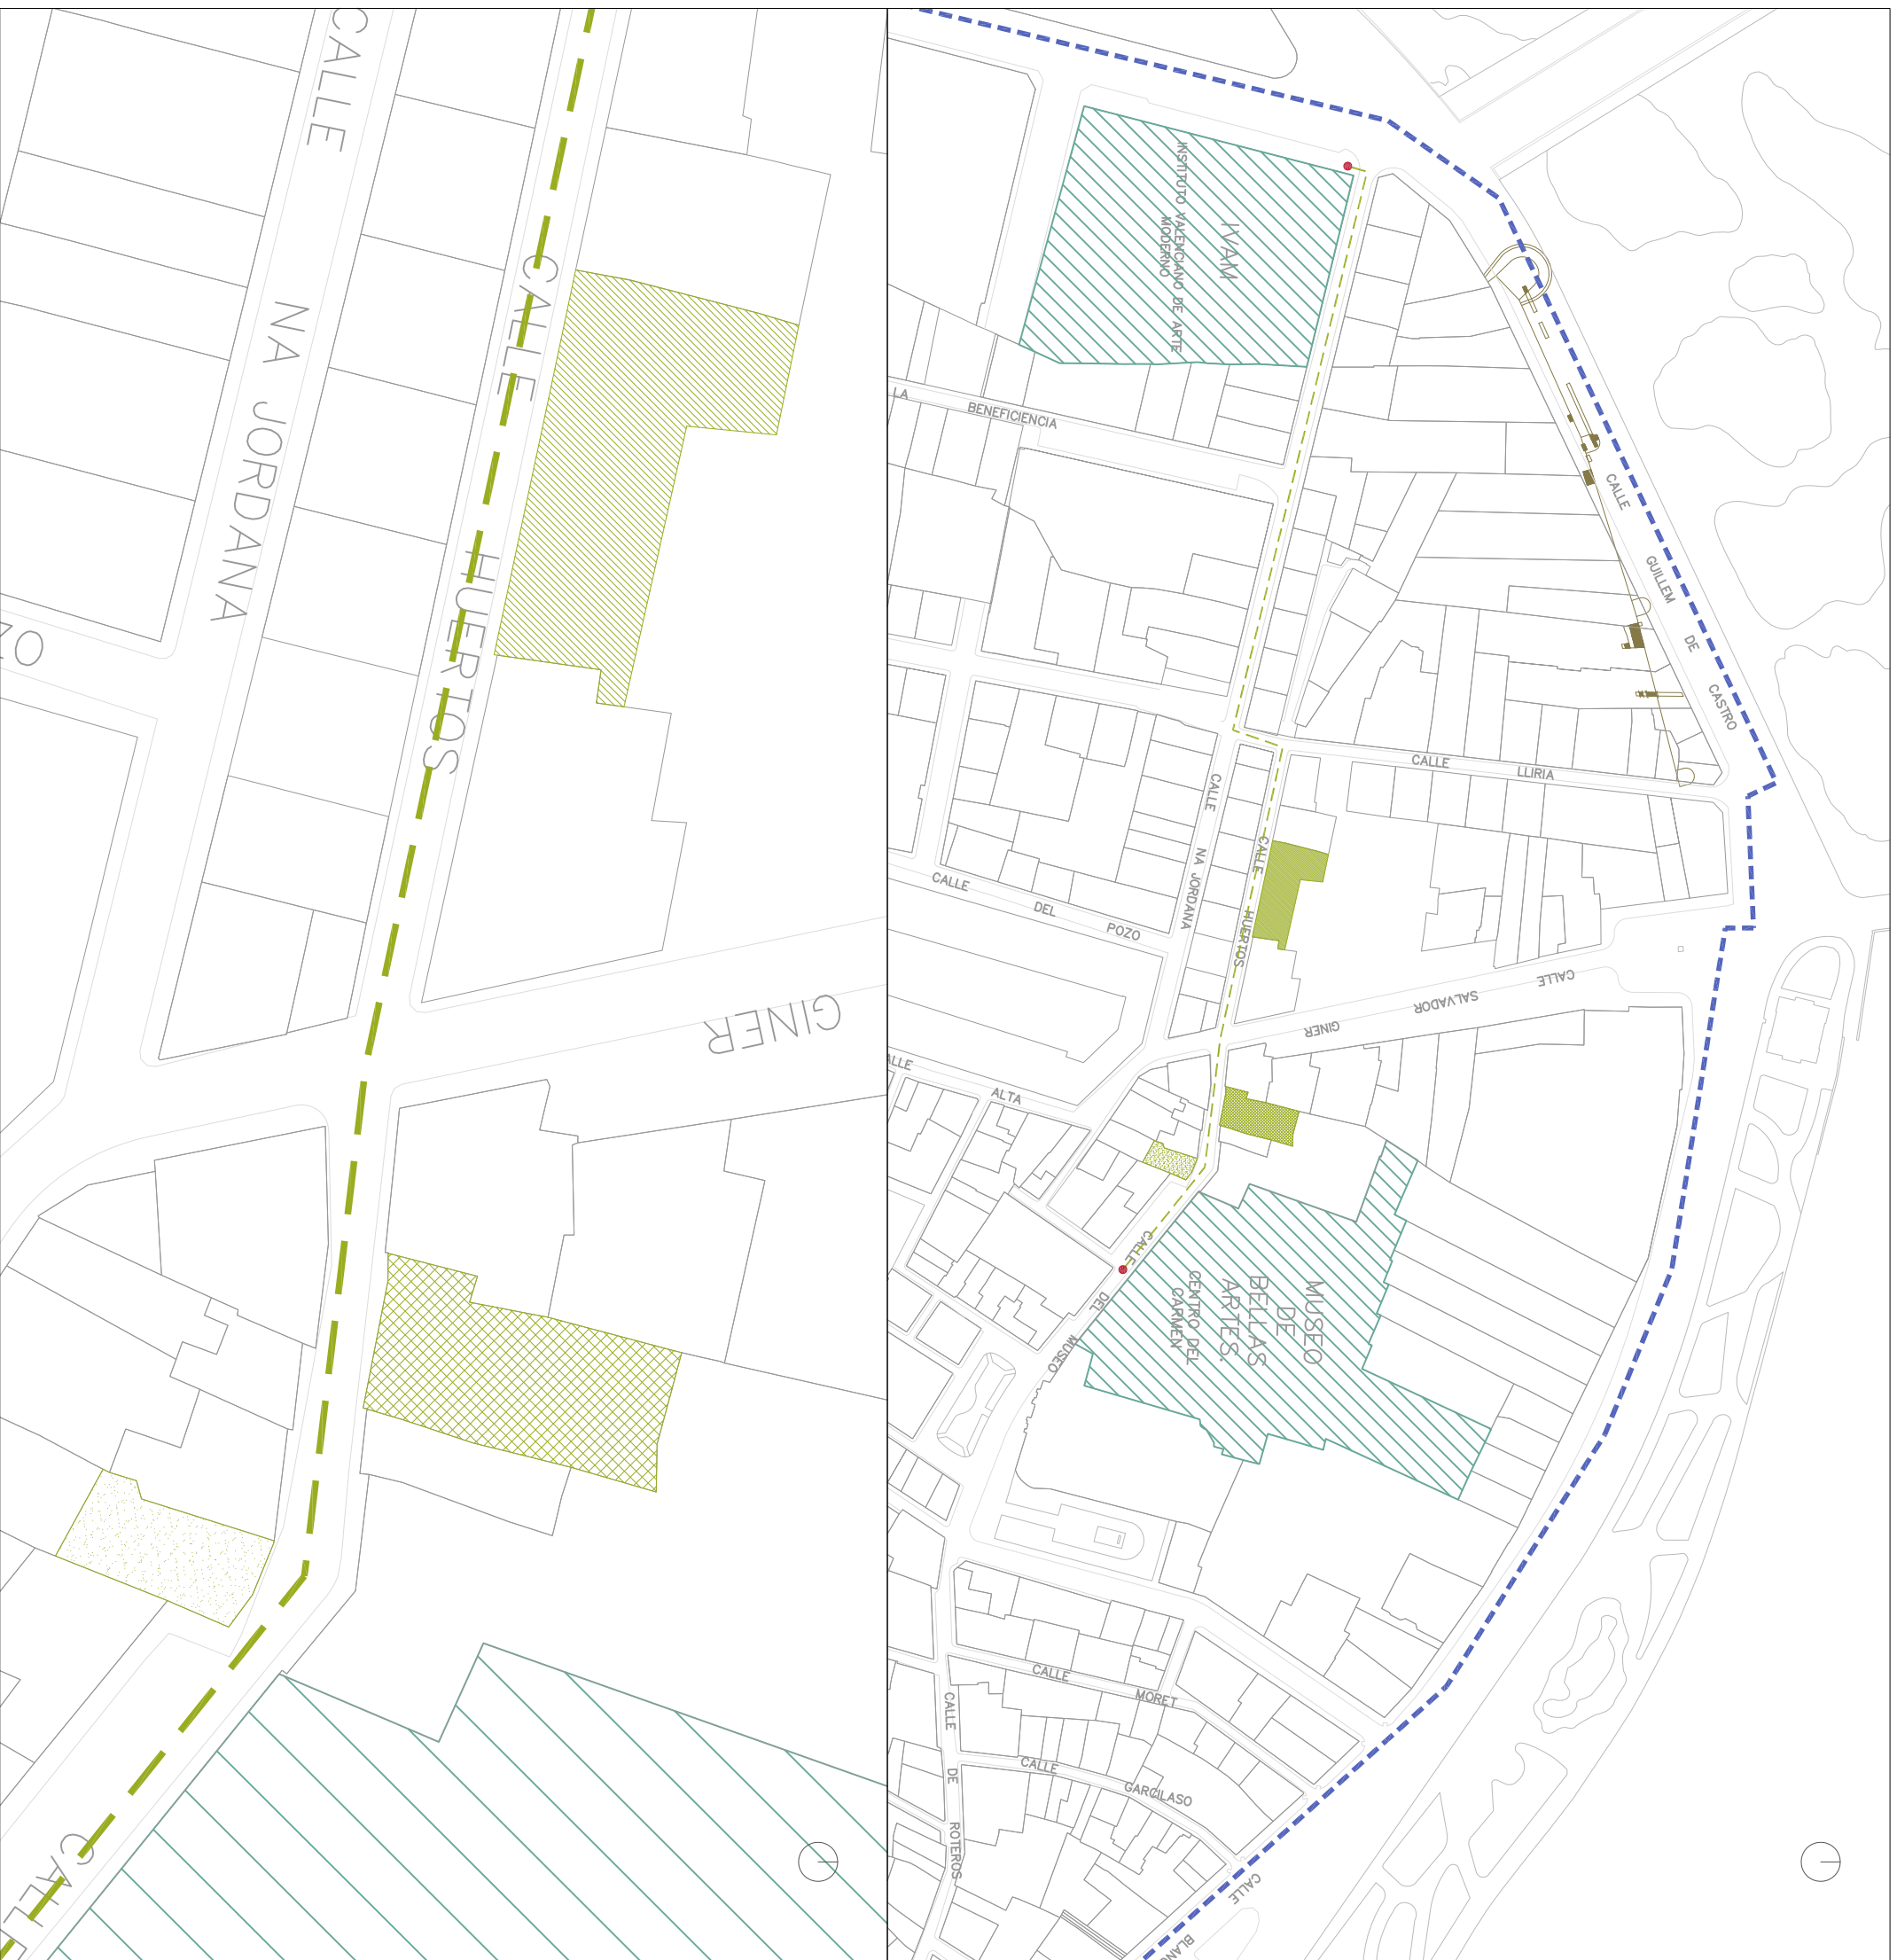 CALLE
NA JORDANA
CALLE
HUERTOS
GINER
IVAM
INSTITUTO VALENCIANO DE ARTE
MODERNO
LA BENEFICIENCIA
CALLE GUILLEM DE CASTRO
CALLE LLIRIA
CALLE NA JORDANA
CALLE HUERTOS
CALLE DEL POZO
CALLE SALVADOR GINER
ALTA
CALLE DEL MUSEO
MUSEO
DE
BELLAS
ARTES.
CENTRO DEL
CARMEN
CALLE MORET
CALLE DE ROTEROS
CALLE GARCILASO
CALLE